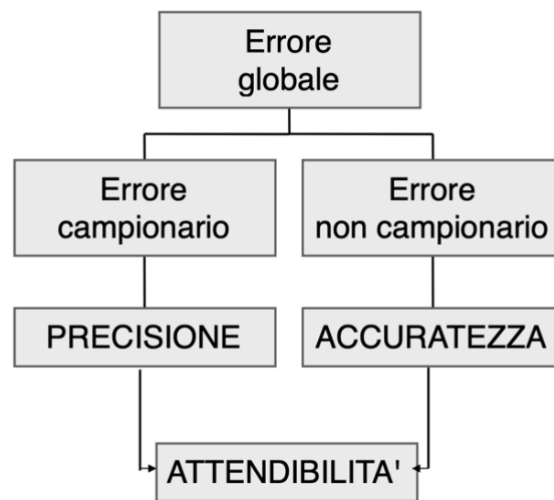 Errore
globale
Errore
campionario
Errore
non campionario
PRECISIONE
ACCURATEZZA
ATTENDIBILITA'